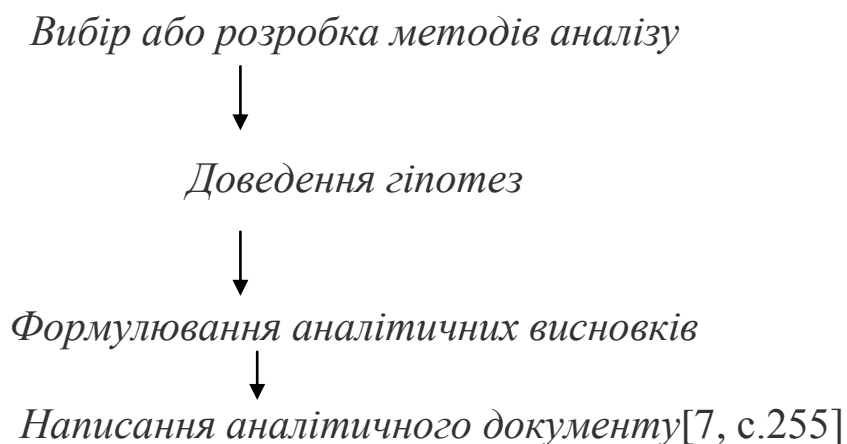 Вибір або розробка методів аналізу
Доведення гіпотез
Формулювання аналітичних висновків
Написання аналітичного документу[7, с.255]